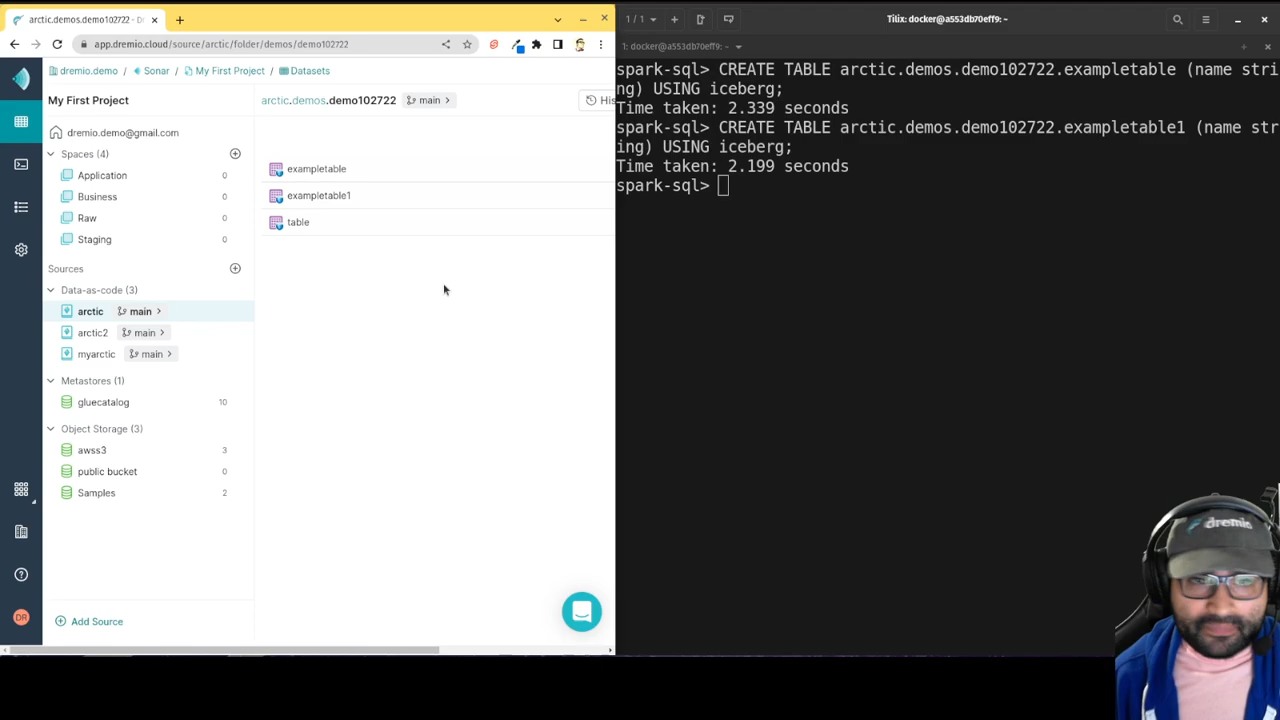 arctic.demos.demo102722 - D
app.dremio.cloud/source/arctic/folder/demos/demo102722
dremio.demo
Sonar
My First Project
Datasets
My First Project
arctic.demos.demo102722
main
His
dremio.demo@gmail.com
Spaces (4)
Application 0
Business 0
Raw 0
Staging 0
Sources
Data-as-code (3)
arctic main
arctic2 main
myarctic main
Metastores (1)
gluecatalog 10
Object Storage (3)
awss3 3
public bucket 0
Samples 2
Add Source
DR
exampletable
exampletable1
table
1 / 1
Tilix: docker@a553db70eff9: ~
1: docker@a553db70eff9: ~
spark-sql> CREATE TABLE arctic.demos.demo102722.exampletable (name stri
ng) USING iceberg;
Time taken: 2.339 seconds
spark-sql> CREATE TABLE arctic.demos.demo102722.exampletable1 (name str
ing) USING iceberg;
Time taken: 2.199 seconds
spark-sql>
dremio